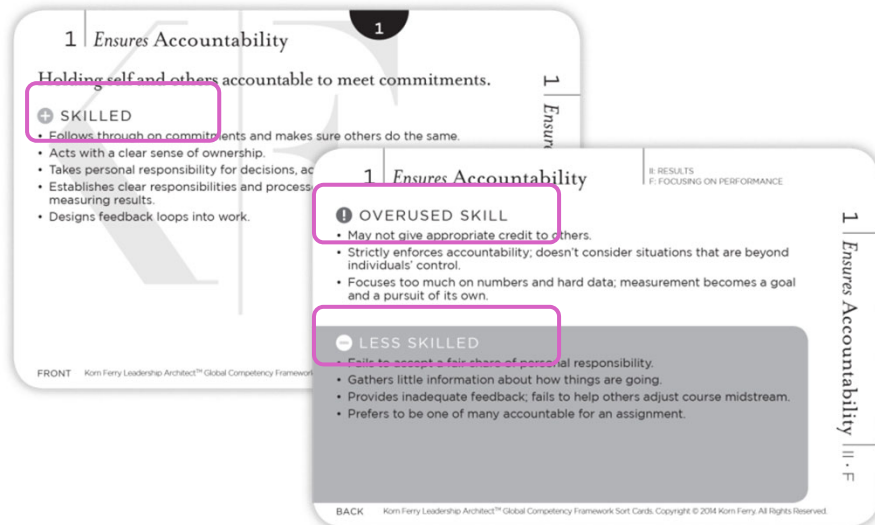 1
1 Ensures Accountability
Holding self and others accountable to meet commitments.
SKILLED
• Follows through on commitments and makes sure others do the same.
• Acts with a clear sense of ownership.
• Takes personal responsibility for decisions, ac
• Establishes clear responsibilities and process
measuring results.
• Designs feedback loops into work.
FRONT Korn Ferry Leadership Architect™ Global Competency Framework
1 Ensure
1 Ensures Accountability
II: RESULTS
F: FOCUSING ON PERFORMANCE
OVERUSED SKILL
• May not give appropriate credit to others.
• Strictly enforces accountability; doesn't consider situations that are beyond
individuals' control.
• Focuses too much on numbers and hard data; measurement becomes a goal
and a pursuit of its own.
LESS SKILLED
• Fails to accept a fair share of personal responsibility.
• Gathers little information about how things are going.
• Provides inadequate feedback; fails to help others adjust course midstream.
• Prefers to be one of many accountable for an assignment.
BACK Korn Ferry Leadership Architect™ Global Competency Framework Sort Cards. Copyright © 2014 Korn Ferry. All Rights Reserved.
1 Ensures Accountability II · F